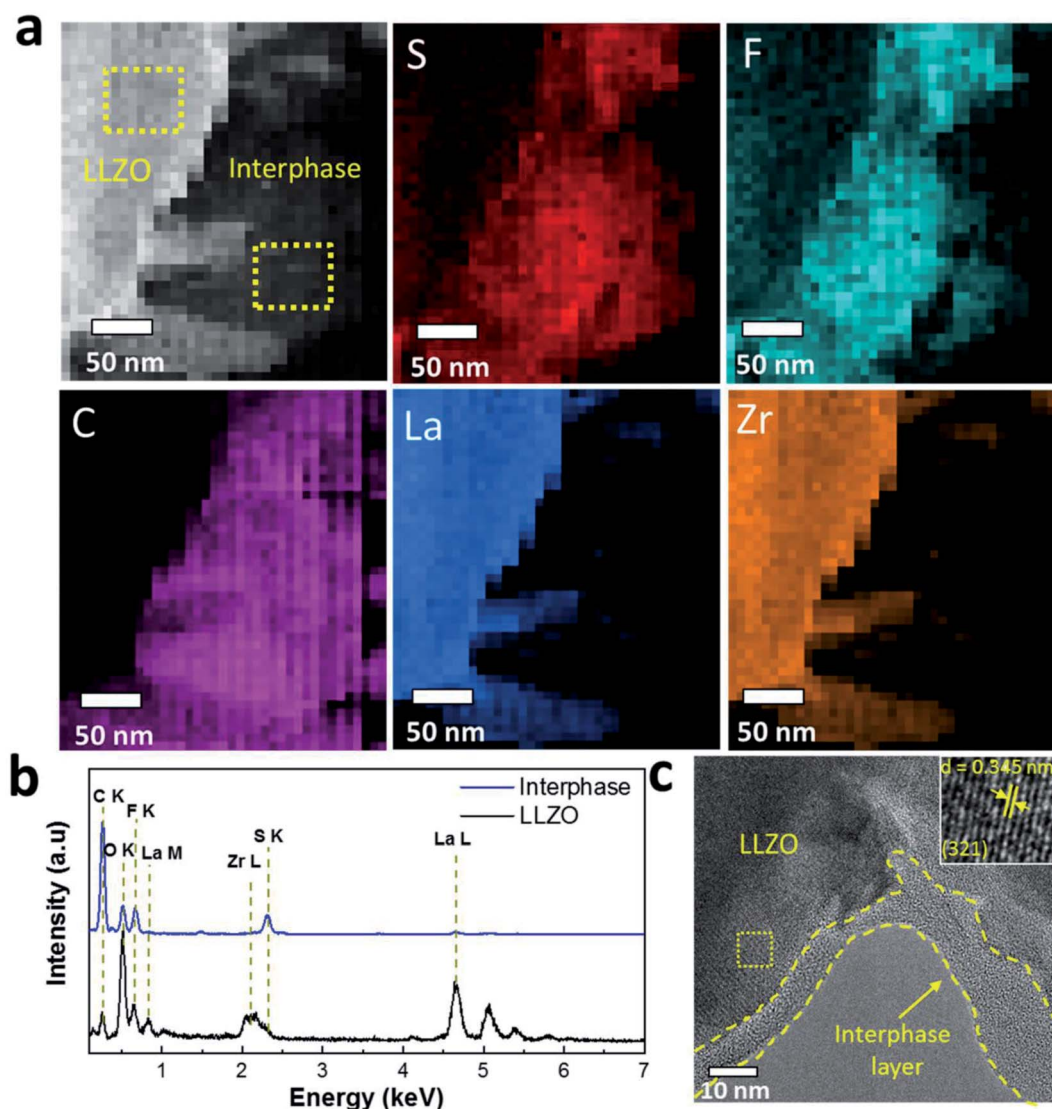 a
S
F
LLZO
Interphase
50 nm
50 nm
50 nm
C
La
Zr
50 nm
50 nm
50 nm
b
C K
F K
O K
La M
Zr L
S K
La L
Interphase
LLZO
Intensity (a.u)
0 1 2 3 4 5 6 7
Energy (keV)
c
d = 0.345 nm
LLZO
(321)
Interphase
layer
10 nm